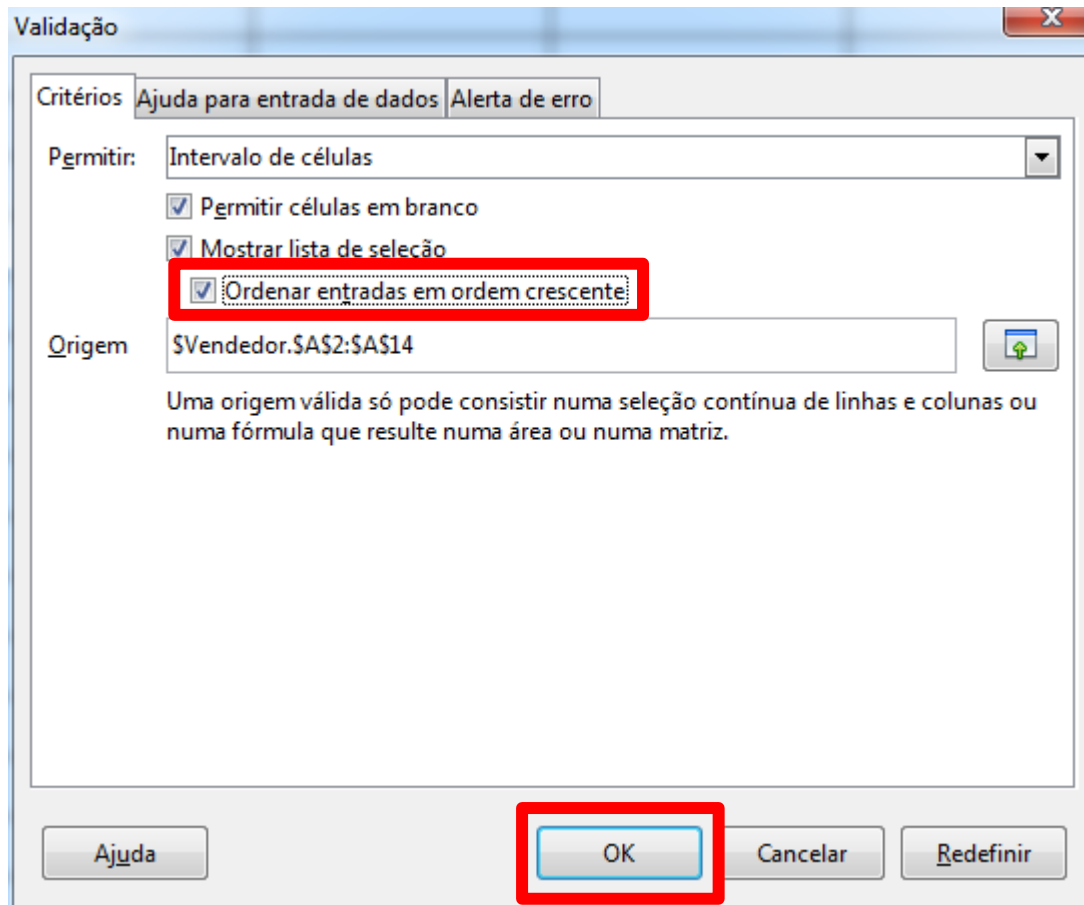 Validação
x
Critérios Ajuda para entrada de dados Alerta de erro
Permitir: Intervalo de células
Permitir células em branco
Mostrar lista de seleção
Ordenar entradas em ordem crescente
Origem $Vendedor.$A$2:$A$14
Uma origem válida só pode consistir numa seleção contínua de linhas e colunas ou
numa fórmula que resulte numa área ou numa matriz.
Ajuda OK Cancelar Redefinir